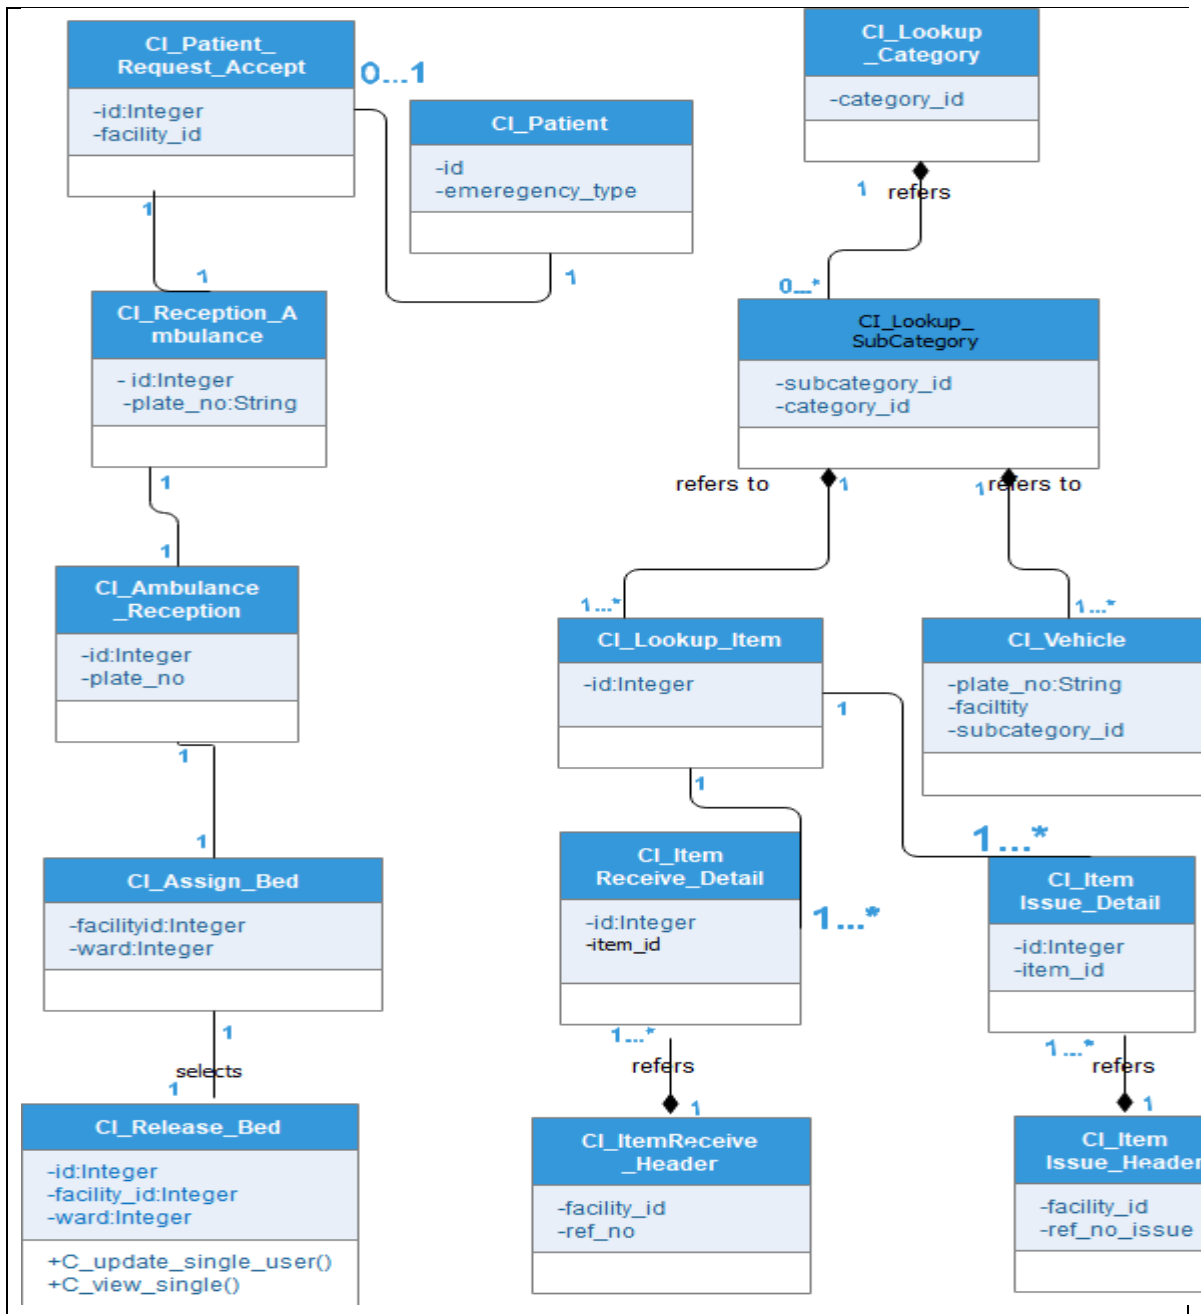 CI_Patient_
Request_Accept
-id:Integer
-facility_id
0...1
CI_Patient
-id
-emeregency_type
1
1
1
CI_Reception_A
mbulance
- id:Integer
-plate_no:String
1
1
CI_Ambulance
_Reception
-id:Integer
-plate_no
1
1
CI_Assign_Bed
-facilityid:Integer
-ward:Integer
1
selects
1
CI_Release_Bed
-id:Integer
-facility_id:Integer
-ward:Integer
+C_update_single_user()
+C_view_single()
CI_Lookup
_Category
-category_id
1
refers
0...*
CI_Lookup_
SubCategory
-subcategory_id
-category_id
refers to
1
1
refers to
1...*
1...*
CI_Lookup_Item
-id:Integer
CI_Vehicle
-plate_no:String
-faciltity
-subcategory_id
1
1
1...*
CI_Item
Receive_Detail
-id:Integer
-item_id
1...*
CI_Item
Issue_Detail
-id:Integer
-item_id
1...*
refers
1
1...*
refers
1
CI_ItemReceive
_Header
-facility_id
-ref_no
CI_Item
Issue_Header
-facility_id
-ref_no_issue